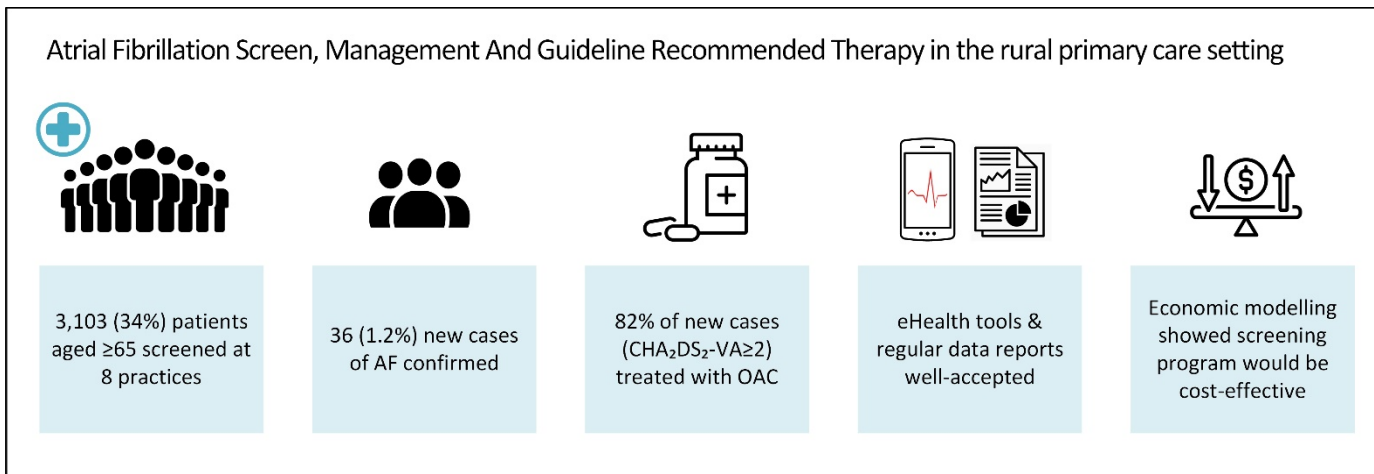 Atrial Fibrillation Screen, Management And Guideline Recommended Therapy in the rural primary care setting
3,103 (34%) patients
aged ≥65 screened at
8 practices
36 (1.2%) new cases
of AF confirmed
82% of new cases
(CHA₂DS₂-VA≥2)
treated with OAC
eHealth tools &
regular data reports
well-accepted
$
Economic modelling
showed screening
program would be
cost-effective